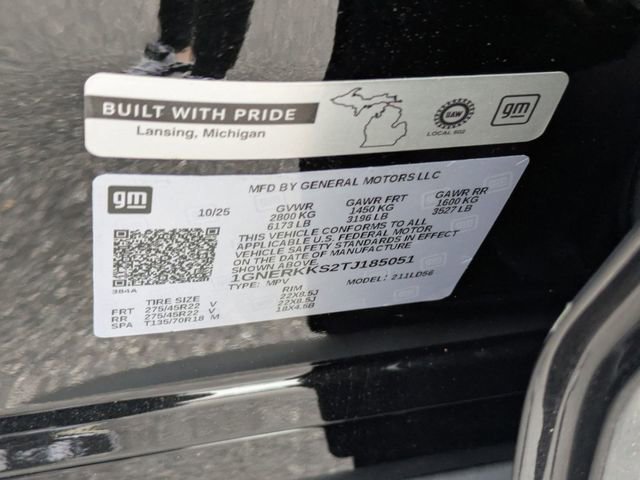 BUILT WITH PRIDE
Lansing, Michigan
UAW
LOCAL 602
gm
gm
MFD BY GENERAL MOTORS LLC
10/25 GVWR GAWR FRT GAWR RR
2800 KG 1450 KG 1600 KG
6173 LB 3196 LB 3527 LB
THIS VEHICLE CONFORMS TO ALL
APPLICABLE U.S. FEDERAL MOTOR
VEHICLE SAFETY STANDARDS IN EFFECT
ON THE DATE OF MANUFACTURE
SHOWN ABOVE.
1GNERKKS2TJ185051
TYPE: MPV MODEL: 211LD56
384A
TIRE SIZE RIM
FRT 275/45R22 V 22X8.5J
RR 275/45R22 V 22X8.5J
SPA T135/70R18 M 18X4.5B